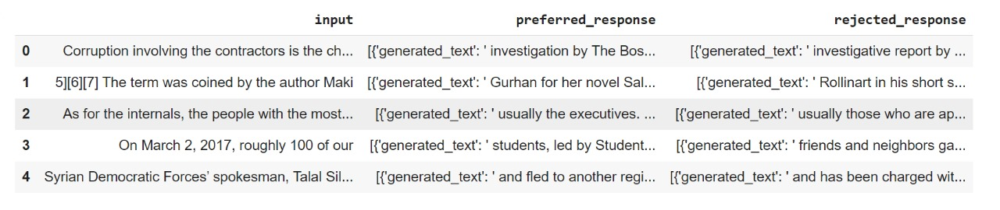 input preferred_response rejected_response
0 Corruption involving the contractors is the ch... [{'generated_text': ' investigation by The Bos... [{'generated_text': ' investigative report by ...
1 5][6][7] The term was coined by the author Maki [{'generated_text': ' Gurhan for her novel Sal... [{'generated_text': ' Rollinart in his short s...
2 As for the internals, the people with the most... [{'generated_text': ' usually the executives. ... [{'generated_text': ' usually those who are ap...
3 On March 2, 2017, roughly 100 of our [{'generated_text': ' students, led by Student... [{'generated_text': ' friends and neighbors ga...
4 Syrian Democratic Forces’ spokesman, Talal Sil... [{'generated_text': ' and fled to another regi... [{'generated_text': ' and has been charged wit...